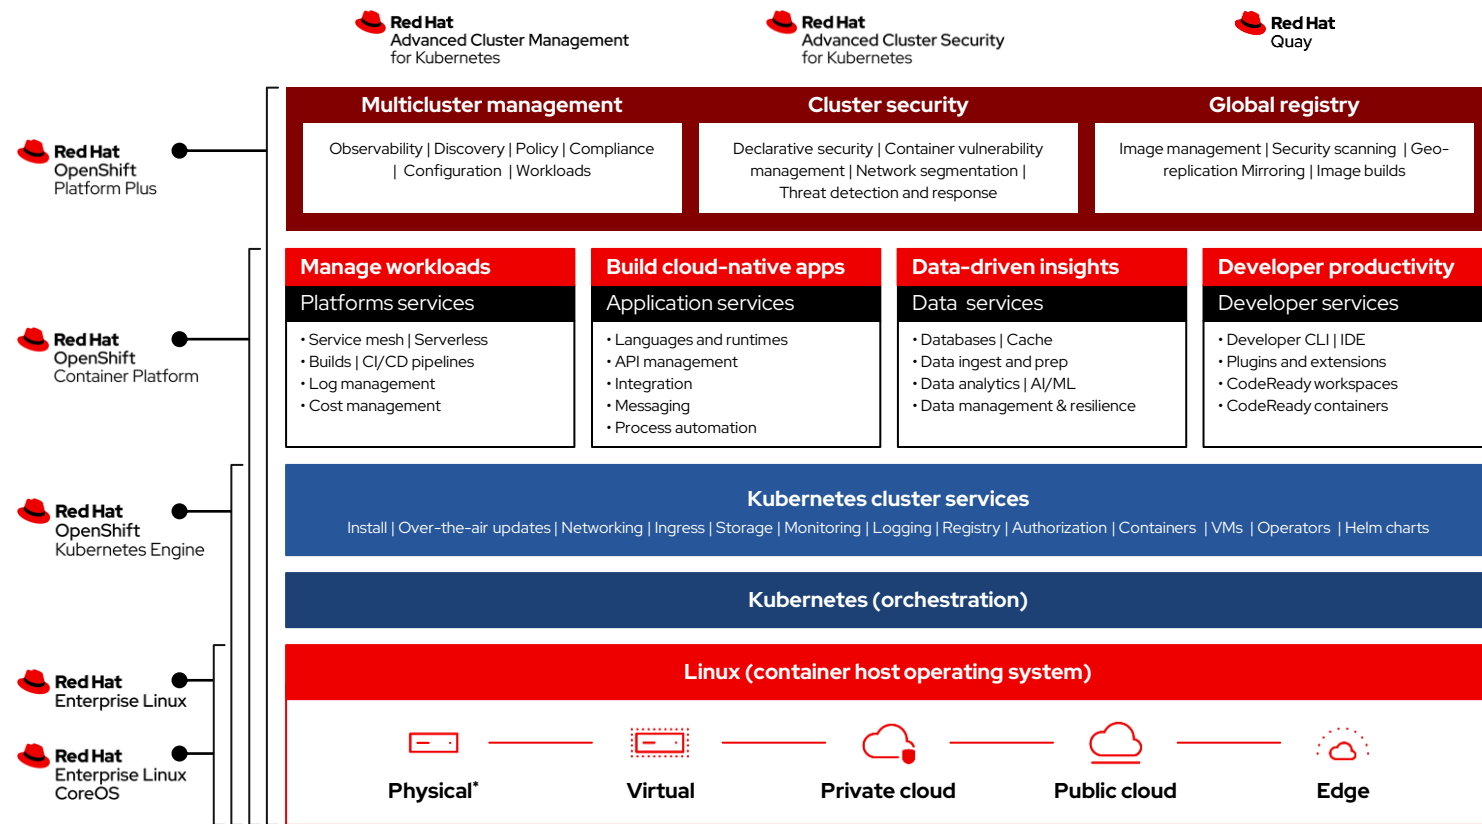 Red Hat
Advanced Cluster Management
for Kubernetes
Red Hat
Advanced Cluster Security
for Kubernetes
Red Hat
Quay
Red Hat
OpenShift
Platform Plus
Multicluster management
Observability | Discovery | Policy | Compliance
| Configuration | Workloads
Cluster security
Declarative security | Container vulnerability
management | Network segmentation |
Threat detection and response
Global registry
Image management | Security scanning | Geo-
replication Mirroring | Image builds
Red Hat
OpenShift
Container Platform
Manage workloads
Platforms services
• Service mesh | Serverless
• Builds | CI/CD pipelines
• Log management
• Cost management
Build cloud-native apps
Application services
• Languages and runtimes
• API management
• Integration
• Messaging
• Process automation
Data-driven insights
Data services
• Databases | Cache
• Data ingest and prep
• Data analytics | AI/ML
• Data management & resilience
Developer productivity
Developer services
• Developer CLI | IDE
• Plugins and extensions
• CodeReady workspaces
• CodeReady containers
Red Hat
OpenShift
Kubernetes Engine
Kubernetes cluster services
Install | Over-the-air updates | Networking | Ingress | Storage | Monitoring | Logging | Registry | Authorization | Containers | VMs | Operators | Helm charts
Kubernetes (orchestration)
Red Hat
Enterprise Linux
Linux (container host operating system)
Red Hat
Enterprise Linux
CoreOS
Physical*
Virtual
Private cloud
Public cloud
Edge